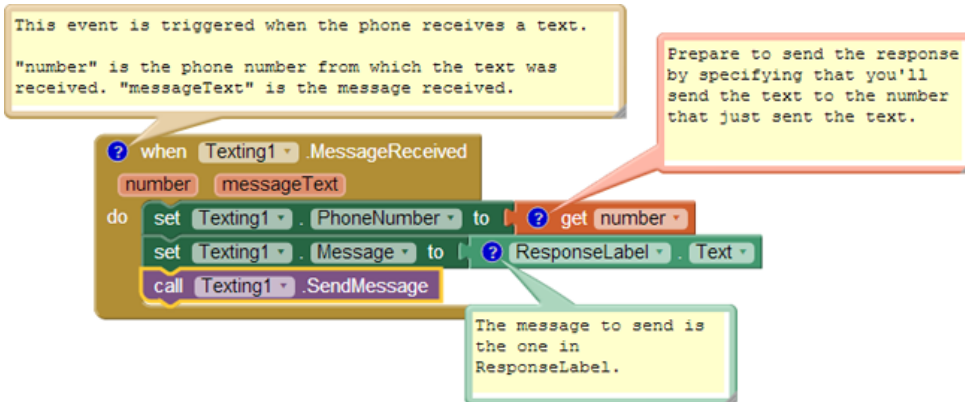 This event is triggered when the phone receives a text.
"number" is the phone number from which the text was
received. "messageText" is the message received.
Prepare to send the response
by specifying that you'll
send the text to the number
that just sent the text.
? when Texting1 .MessageReceived
number messageText
do set Texting1 . PhoneNumber to ? get number
set Texting1 . Message to ? ResponseLabel . Text
call Texting1 .SendMessage
The message to send is
the one in
ResponseLabel.